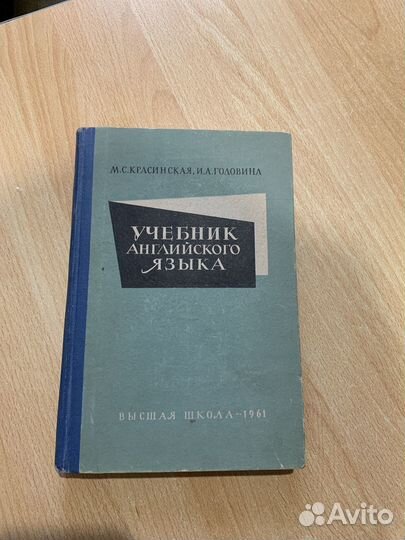 М.С.КРАСИНСКАЯ, И.А.ГОЛОВИНА
УЧЕБНИК
АНГЛИЙСКОГО
ЯЗЫКА
ВЫСШАЯ ШКОЛА–1961
Avito